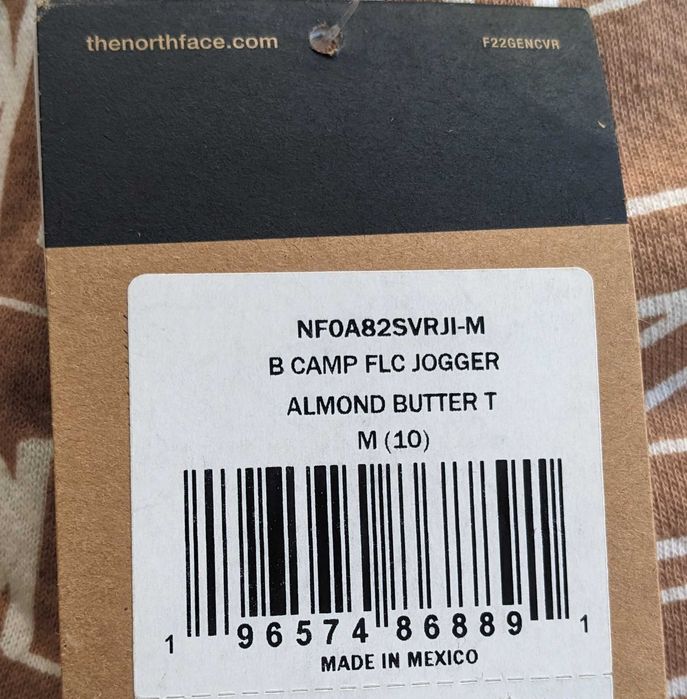 thenorthface.com F22GENCVR
NF0A82SVRJI-M
B CAMP FLC JOGGER
ALMOND BUTTER T
M (10)
1 96574 86889 1
MADE IN MEXICO